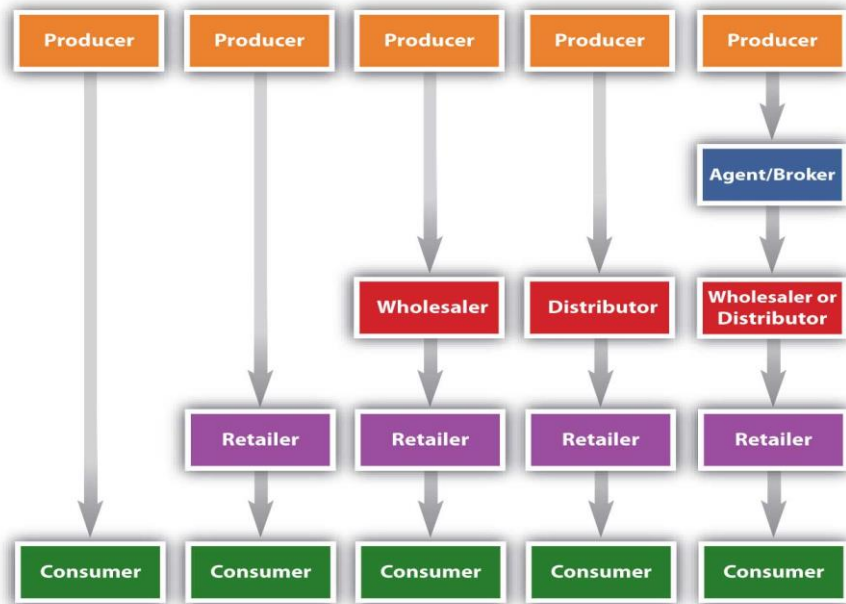 Producer
Producer
Producer
Producer
Producer
Agent/Broker
Wholesaler
Distributor
Wholesaler or
Distributor
Retailer
Retailer
Retailer
Retailer
Consumer
Consumer
Consumer
Consumer
Consumer